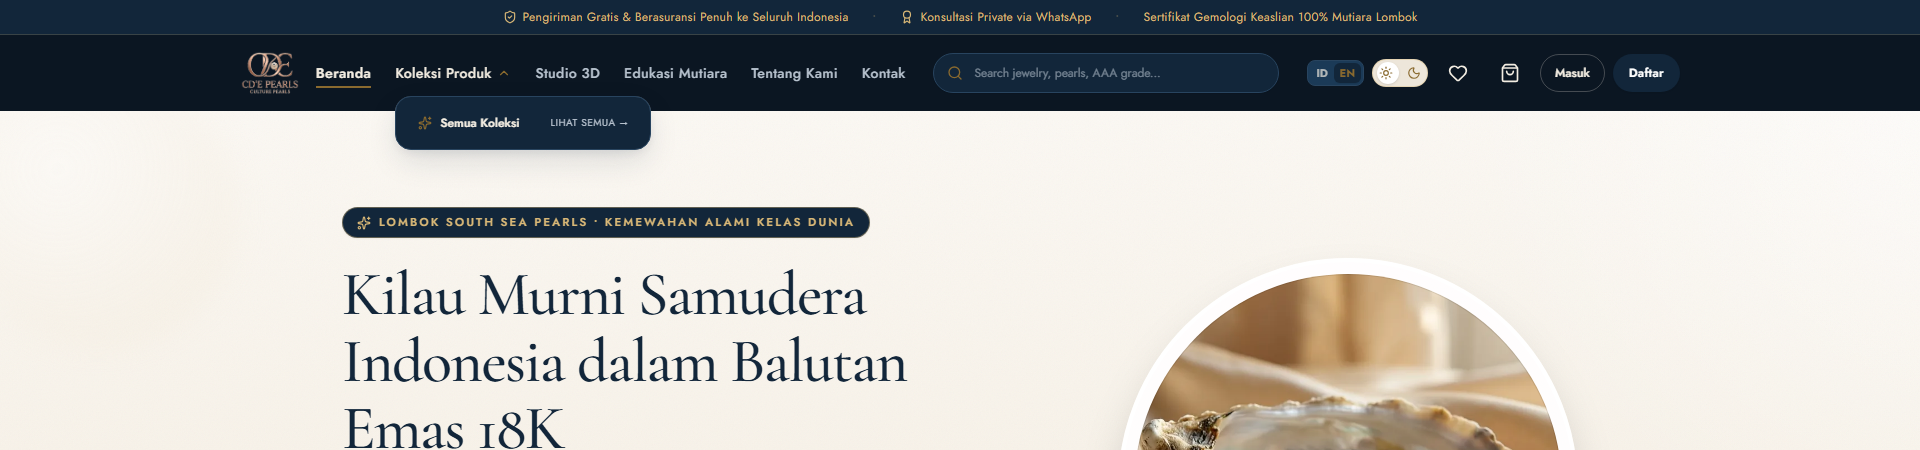 Pengiriman Gratis & Berasuransi Penuh ke Seluruh Indonesia · Konsultasi Private via WhatsApp · Sertifikat Gemologi Keaslian 100% Mutiara Lombok
CD'E PEARLS
CULTURE PEARLS
Beranda Koleksi Produk Studio 3D Edukasi Mutiara Tentang Kami Kontak Search jewelry, pearls, AAA grade... ID EN Masuk Daftar
Semua Koleksi LIHAT SEMUA →
LOMBOK SOUTH SEA PEARLS · KEMEWAHAN ALAMI KELAS DUNIA
Kilau Murni Samudera
Indonesia dalam Balutan
Emas 18K